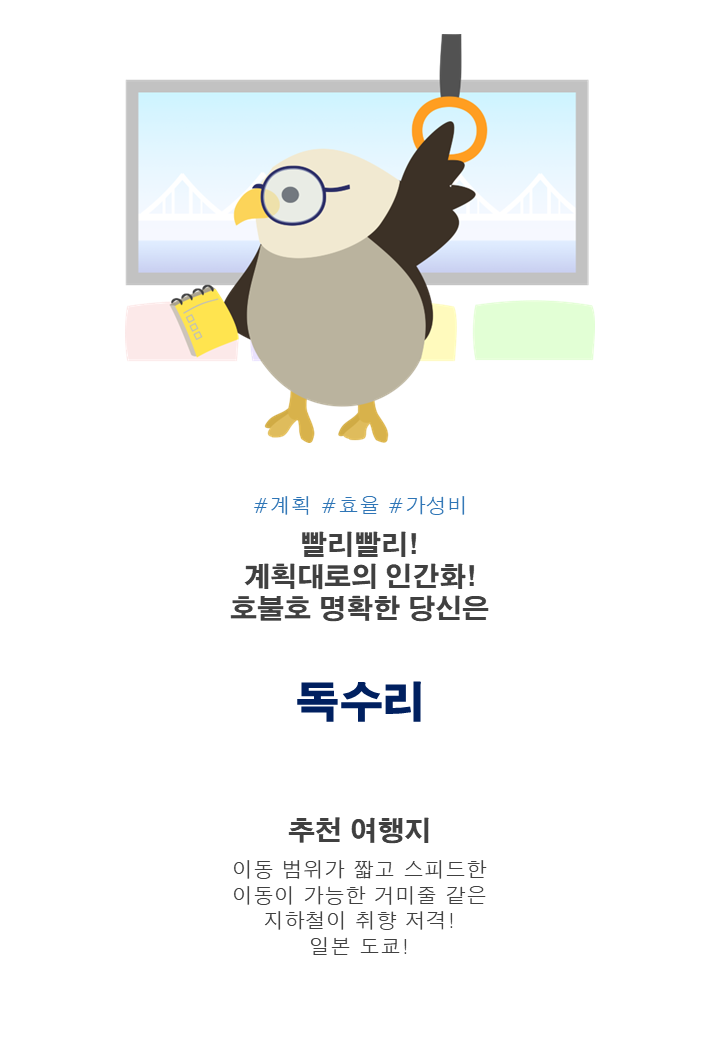 #계획 #효율 #가성비
빨리빨리!
계획대로의 인간화!
호불호 명확한 당신은
독수리
추천 여행지
이동 범위가 짧고 스피드한
이동이 가능한 거미줄 같은
지하철이 취향 저격!
일본 도쿄!